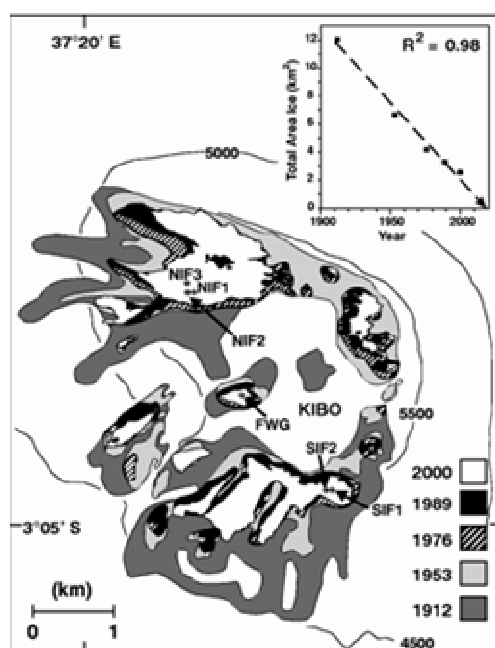 37°20' E
R² = 0.98
Total Area Ice (km²)
12
10
8
6
4
2
0
1900
1950
2000
Year
5000
NIF3
NIF1
NIF2
KIBO
FWG
5500
SIF2
SIF1
3°05' S
2000
1989
1976
1953
1912
(km)
0 1
4500